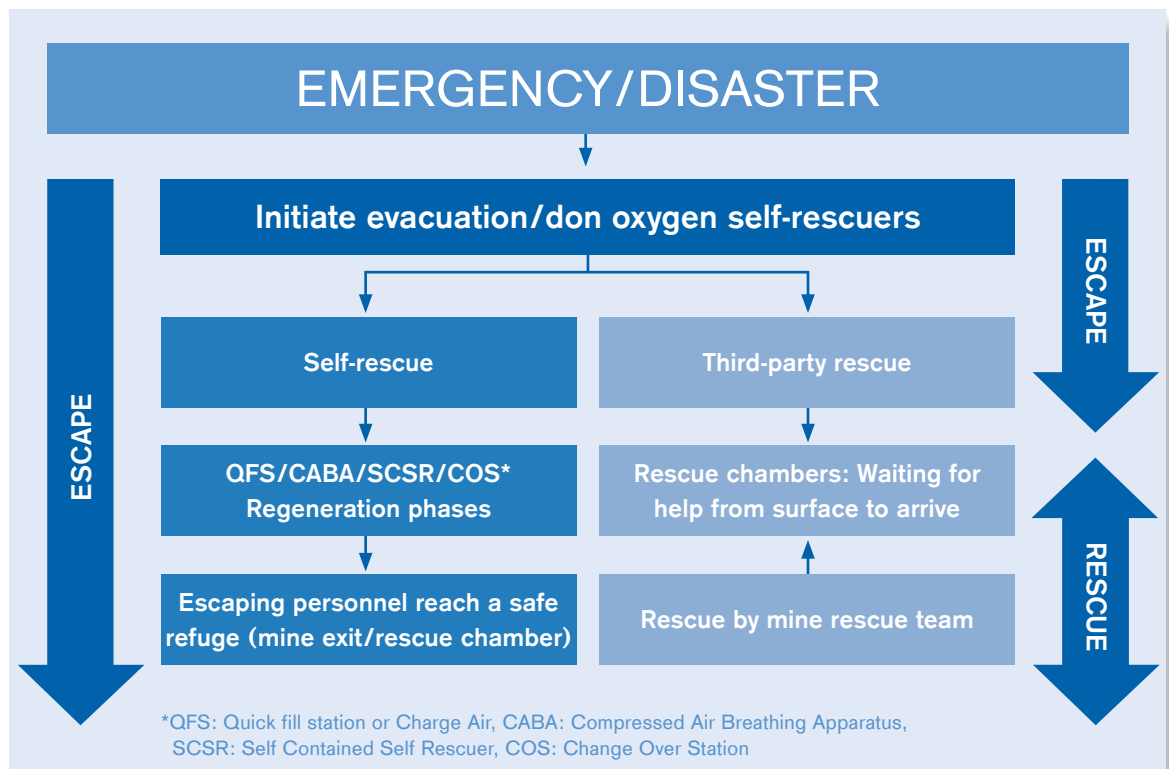 EMERGENCY/DISASTER
Initiate evacuation/don oxygen self-rescuers
ESCAPE
Self-rescue
Third-party rescue
ESCAPE
QFS/CABA/SCSR/COS*
Regeneration phases
Rescue chambers: Waiting for
help from surface to arrive
Escaping personnel reach a safe
refuge (mine exit/rescue chamber)
Rescue by mine rescue team
RESCUE
*QFS: Quick fill station or Charge Air, CABA: Compressed Air Breathing Apparatus,
SCSR: Self Contained Self Rescuer, COS: Change Over Station